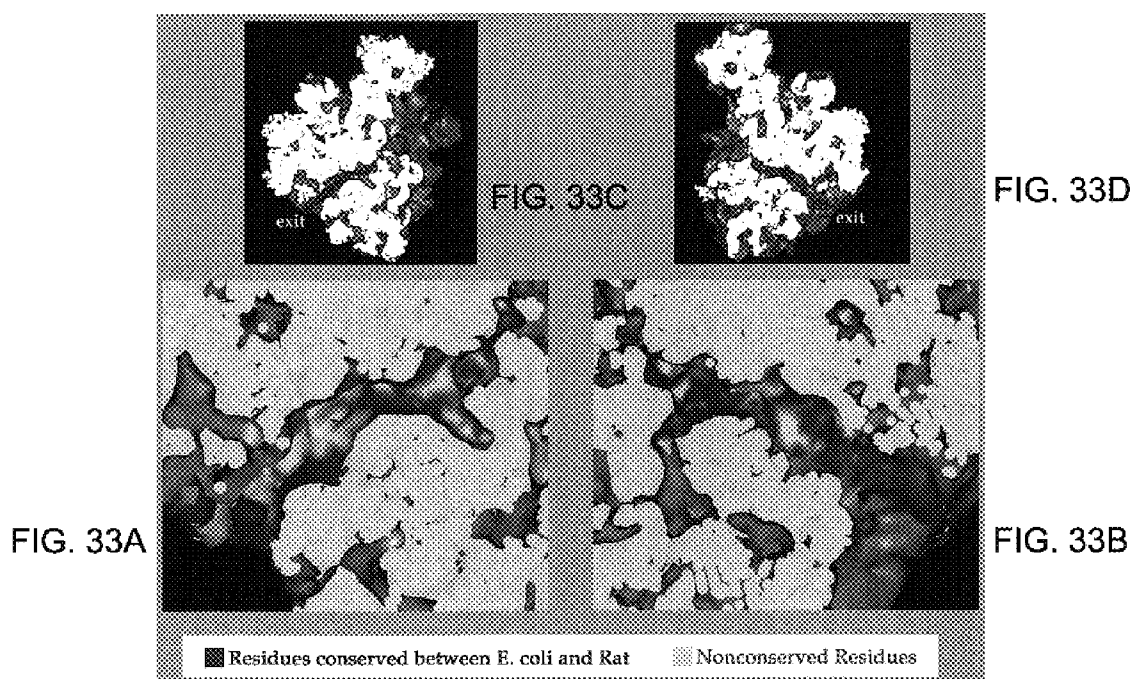 exit
FIG. 33C
exit
FIG. 33D
FIG. 33A
FIG. 33B
Residues conserved between E. coli and Rat
Nonconserved Residues